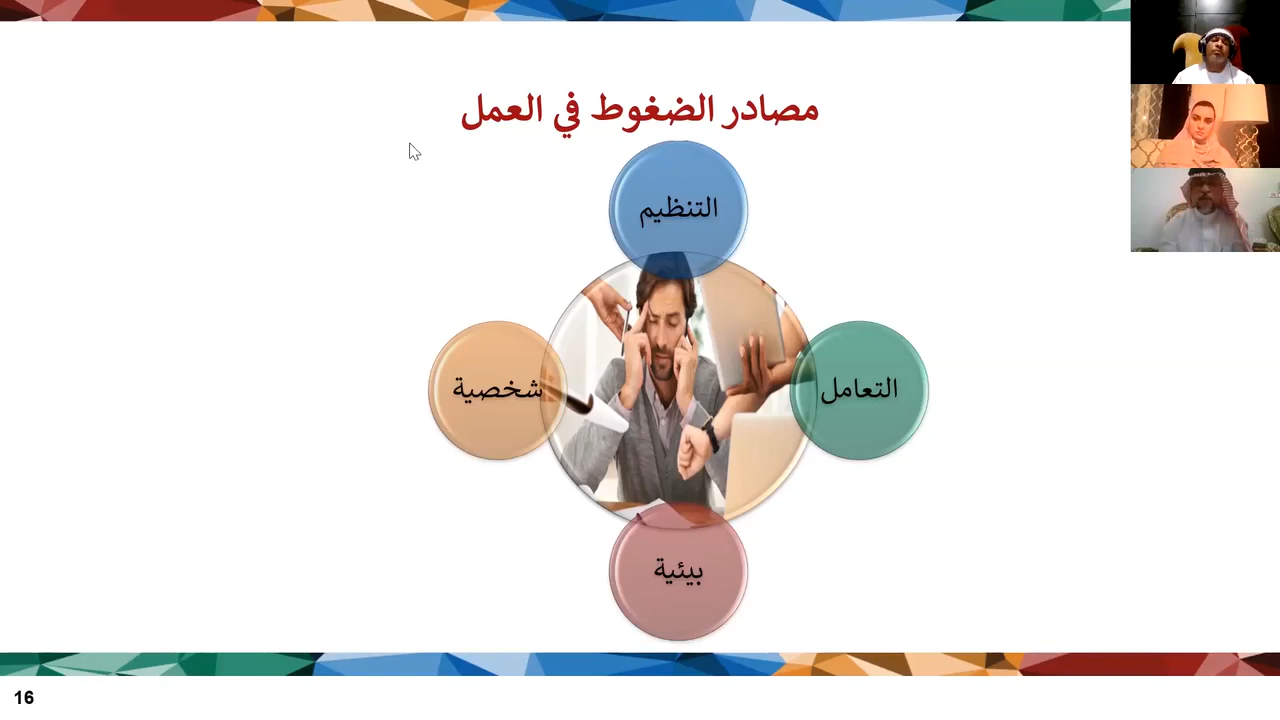 مصادر الضغوط في العمل
التنظيم
التعامل
شخصية
بيئية
16